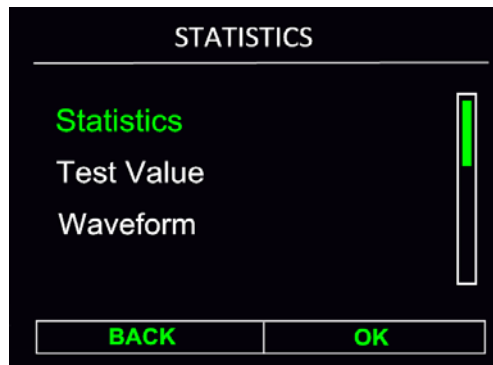 STATISTICS
Statistics
Test Value
Waveform
BACK OK